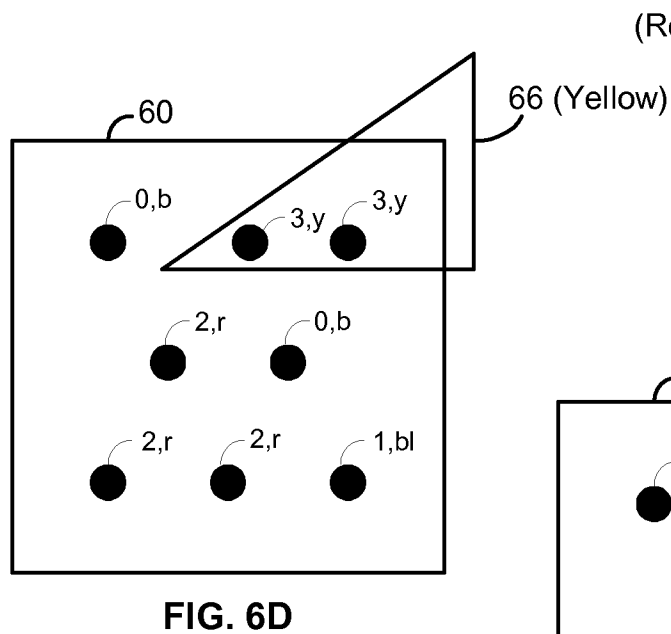 (Re
66 (Yellow)
60
0,b
3,y
3,y
2,r
0,b
2,r
2,r
1,bl
FIG. 6D